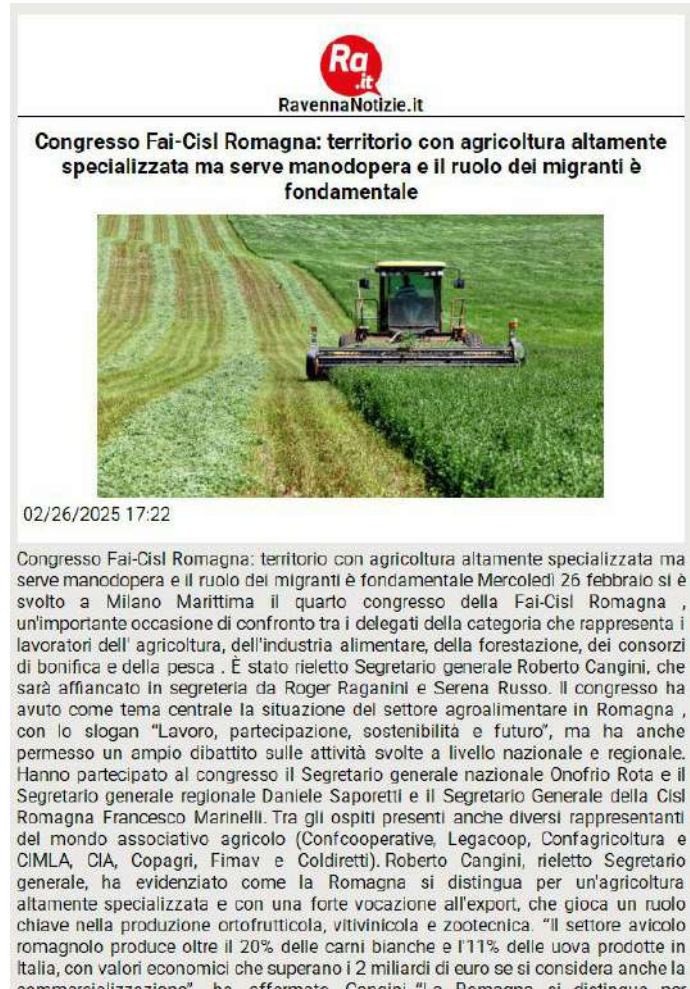 Ra
.it
RavennaNotizie.it
Congresso Fai-Cisl Romagna: territorio con agricoltura altamente
specializzata ma serve manodopera e il ruolo dei migranti è
fondamentale
02/26/2025 17:22
Congresso Fai-Cisl Romagna: territorio con agricoltura altamente specializzata ma
serve manodopera e il ruolo dei migranti è fondamentale Mercoledì 26 febbraio si è
svolto a Milano Marittima il quarto congresso della Fai-Cisl Romagna ,
un'importante occasione di confronto tra i delegati della categoria che rappresenta i
lavoratori dell' agricoltura, dell'industria alimentare, della forestazione, dei consorzi
di bonifica e della pesca . È stato rieletto Segretario generale Roberto Cangini, che
sarà affiancato in segreteria da Roger Raganini e Serena Russo. Il congresso ha
avuto come tema centrale la situazione del settore agroalimentare in Romagna ,
con lo slogan “Lavoro, partecipazione, sostenibilità e futuro”, ma ha anche
permesso un ampio dibattito sulle attività svolte a livello nazionale e regionale.
Hanno partecipato al congresso il Segretario generale nazionale Onofrio Rota e il
Segretario generale regionale Daniele Saporetti e il Segretario Generale della Cisl
Romagna Francesco Marinelli. Tra gli ospiti presenti anche diversi rappresentanti
del mondo associativo agricolo (Confcooperative, Legacoop, Confagricoltura e
CIMLA, CIA, Copagri, Fimav e Coldiretti). Roberto Cangini, rieletto Segretario
generale, ha evidenziato come la Romagna si distingua per un'agricoltura
altamente specializzata e con una forte vocazione all'export, che gioca un ruolo
chiave nella produzione ortofrutticola, vitivinicola e zootecnica. “Il settore avicolo
romagnolo produce oltre il 20% delle carni bianche e l'11% delle uova prodotte in
Italia, con valori economici che superano i 2 miliardi di euro se si considera anche la
commercializzazione”, ha affermato Cangini. “La Romagna si distingue per